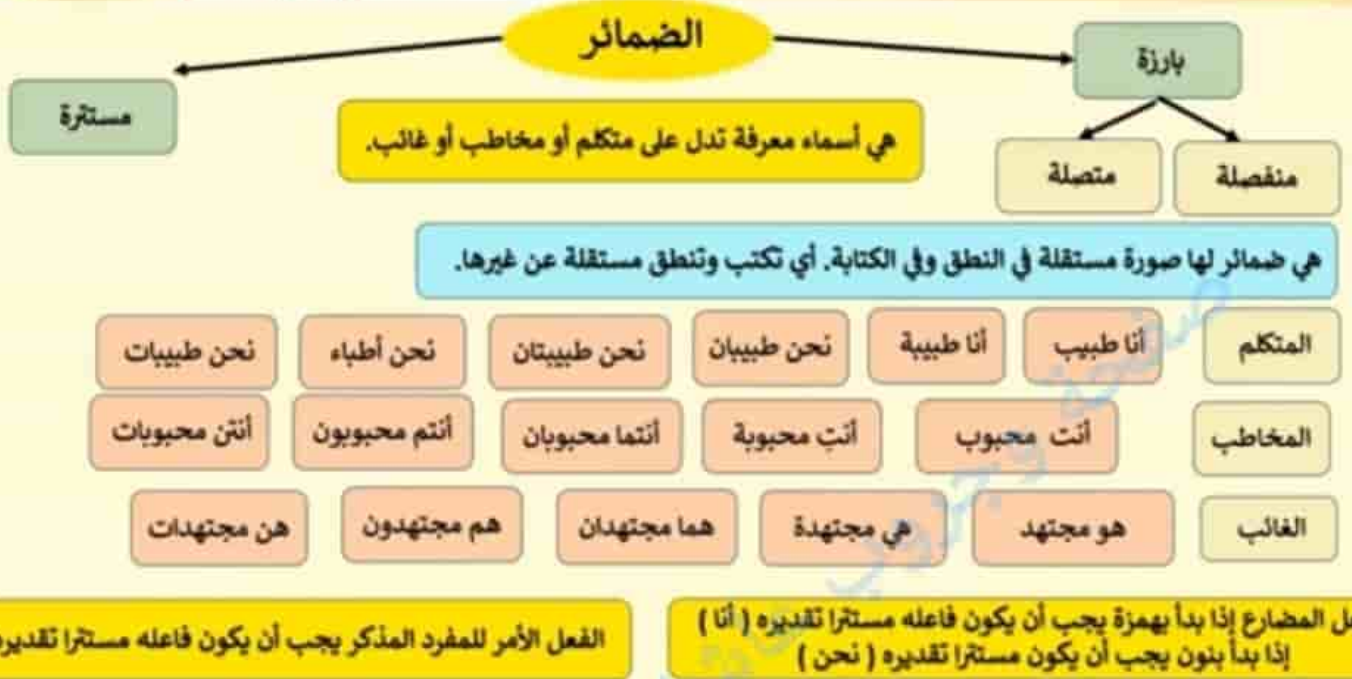 الضمائر
بارزة
مستترة
هي أسماء معرفة تدل على متكلم أو مخاطب أو غائب.
منفصلة
متصلة
هي ضمائر لها صورة مستقلة في النطق وفي الكتابة. أي تكتب وتنطق مستقلة عن غيرها.
المتكلم أنا طبيب أنا طبيبة نحن طبيبان نحن طبيبتان نحن أطباء نحن طبيبات
المخاطب أنت محبوب أنتِ محبوبة أنتما محبوبان أنتم محبوبون أنتن محبوبات
الغائب هو مجتهد هي مجتهدة هما مجتهدان هم مجتهدون هن مجتهدات
المضارع إذا بدأ بهمزة يجب أن يكون فاعله مستترا تقديره ( أنا )
إذا بدأ بنون يجب أن يكون مستترا تقديره ( نحن )
الفعل الأمر للمفرد المذكر يجب أن يكون فاعله مستترا تقديره